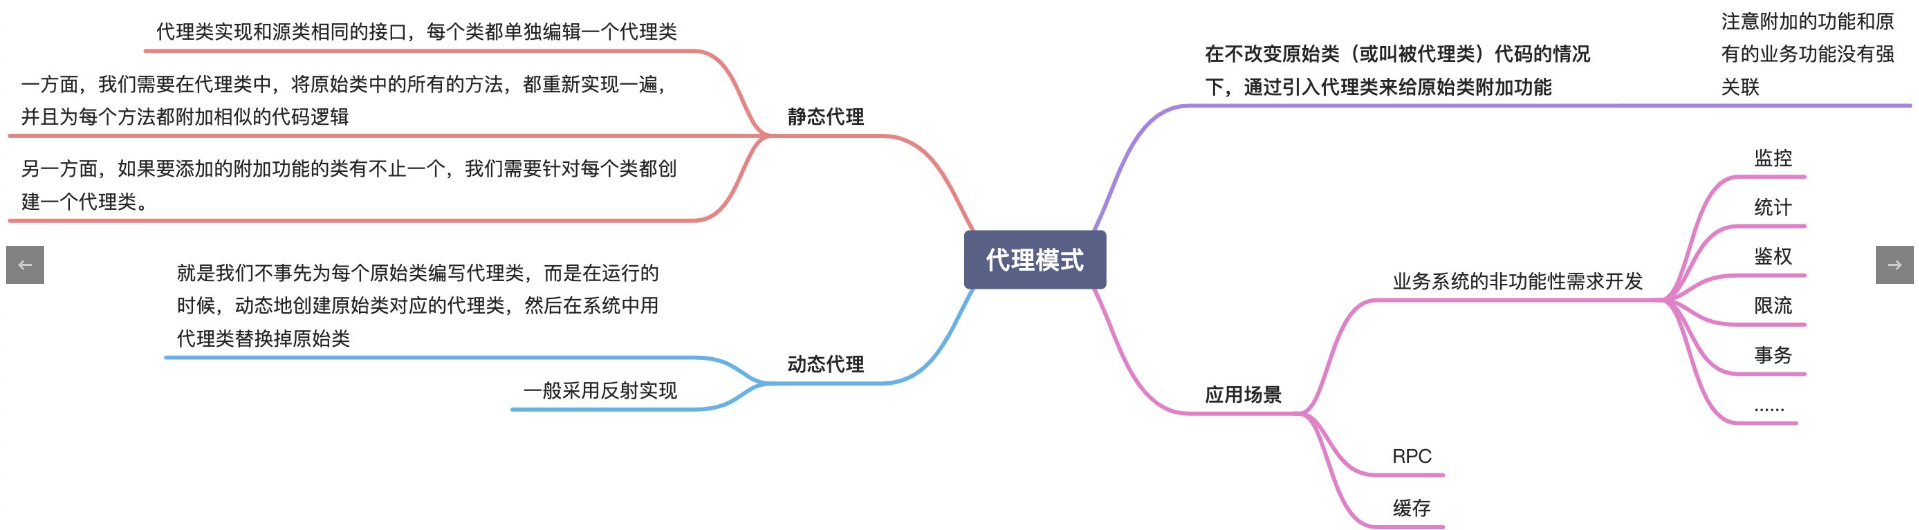 代理模式
在不改变原始类（或叫被代理类）代码的情况
下，通过引入代理类来给原始类附加功能
注意附加的功能和原
有的业务功能没有强
关联
应用场景
业务系统的非功能性需求开发
监控
统计
鉴权
限流
事务
......
RPC
缓存
静态代理
代理类实现和源类相同的接口，每个类都单独编辑一个代理类
一方面，我们需要在代理类中，将原始类中的所有的方法，都重新实现一遍，
并且为每个方法都附加相似的代码逻辑
另一方面，如果要添加的附加功能的类有不止一个，我们需要针对每个类都创
建一个代理类。
动态代理
就是我们不事先为每个原始类编写代理类，而是在运行的
时候，动态地创建原始类对应的代理类，然后在系统中用
代理类替换掉原始类
一般采用反射实现